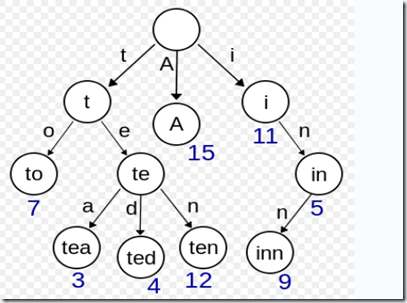 t A i
t A i
15 11
o e n
to te in
7 5
a d n n
tea ted ten inn
3 4 12 9